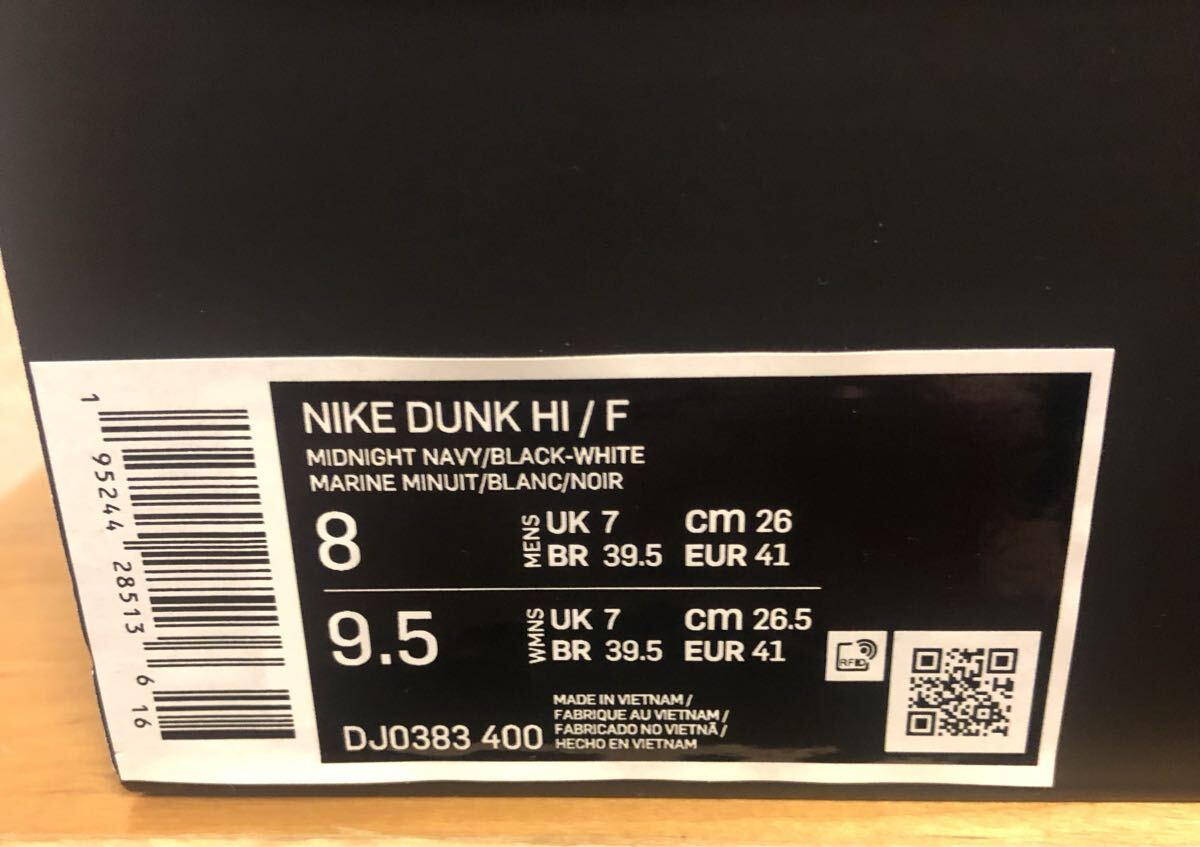 NIKE DUNK HI / F
MIDNIGHT NAVY/BLACK-WHITE
MARINE MINUIT/BLANC/NOIR
8 MENS UK 7 cm 26
BR 39.5 EUR 41
9.5 WMNS UK 7 cm 26.5
BR 39.5 EUR 41
RFID
MADE IN VIETNAM /
FABRIQUE AU VIETNAM /
FABRICADO NO VIETNÃ /
HECHO EN VIETNAM
DJ0383 400
1 95244 28513 6 16